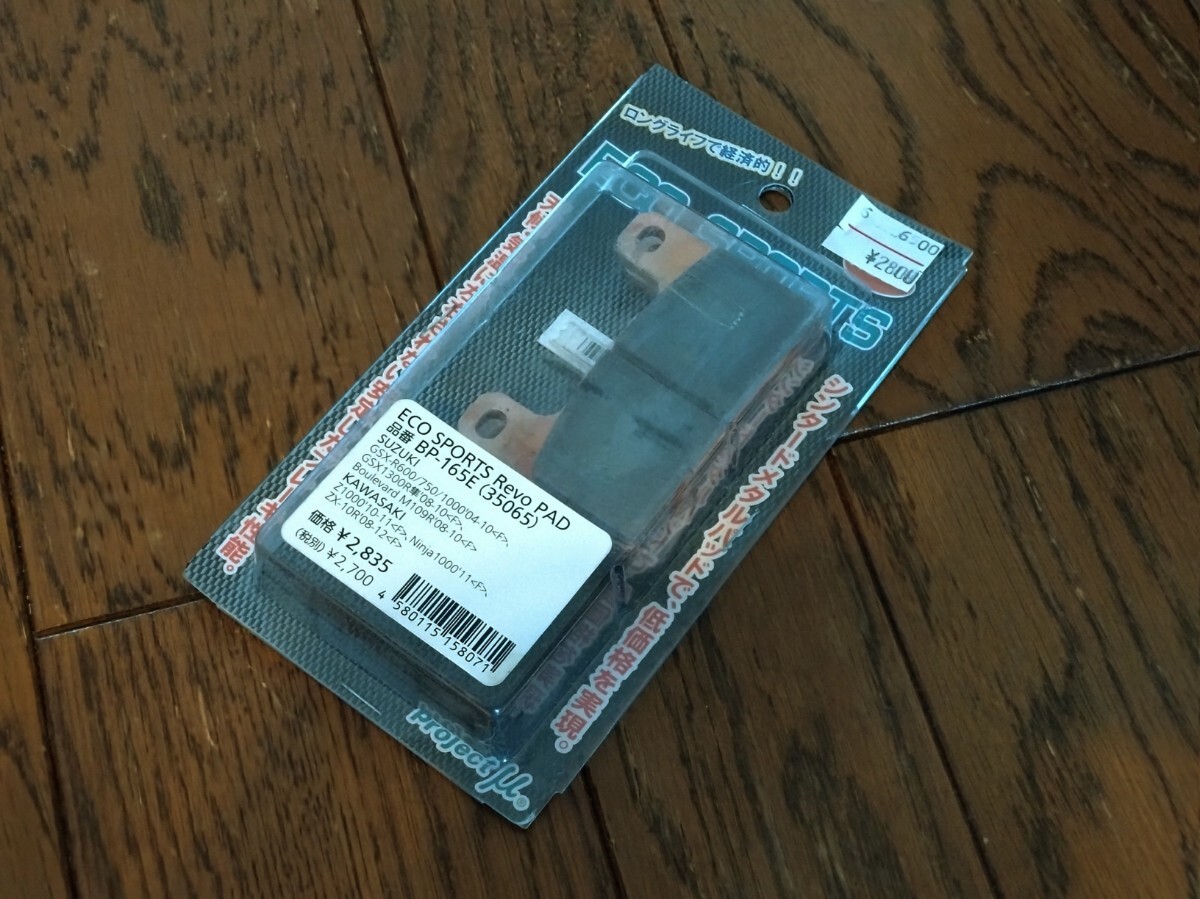 ロングライフで経済的!!
ECO SPORTS
¥2800
シンタードメタルパッドで、低価格を実現。
性能。
ECO SPORTS Revo PAD
品番 BP-165E (35065)
SUZUKI
GSX-R600/750/1000'04-10<F>、
GSX1300R隼'08-10<F>、
Boulevard M109R'08-10<F>
KAWASAKI
Z1000'10-11<F>、Ninja1000'11<F>、
ZX-10R'08-12<F>
価格 ¥2,835
(税別) ¥2,700
4 580115 158071
Project μ®